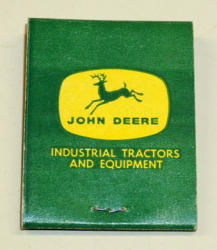 JOHN DEERE
INDUSTRIAL TRACTORS
AND EQUIPMENT